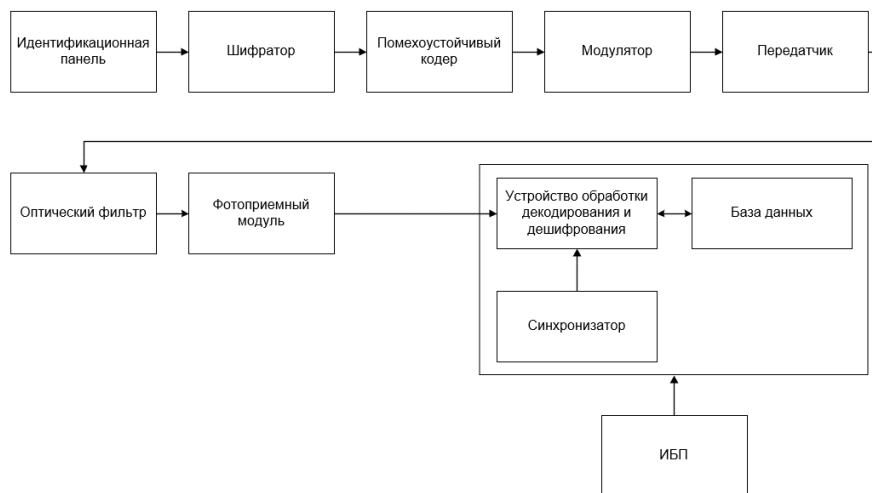 Идентификационная
панель
Шифратор
Помехоустойчивый
кодер
Модулятор
Передатчик
Оптический фильтр
Фотоприемный
модуль
Устройство обработки
декодирования и
дешифрования
База данных
Синхронизатор
ИБП